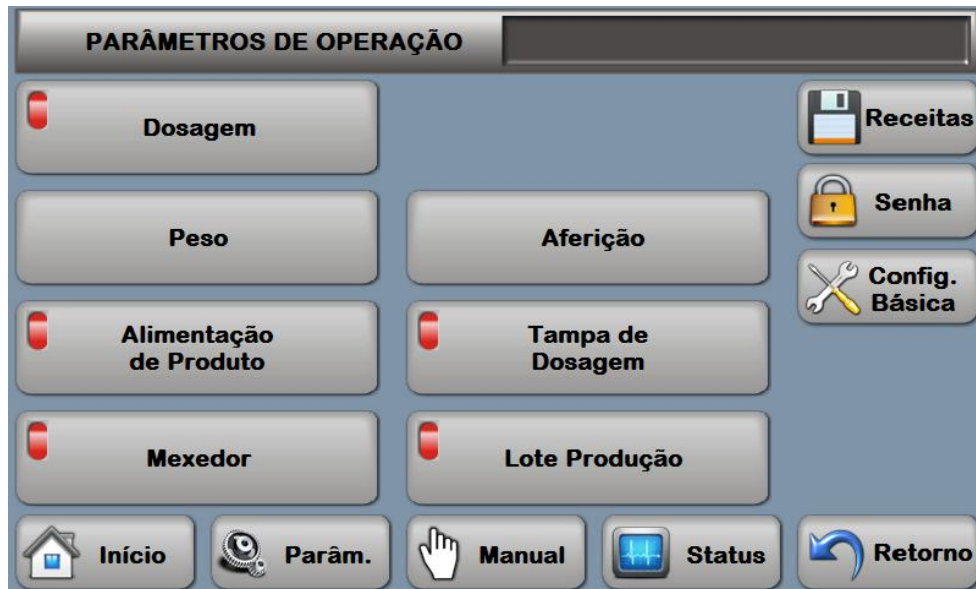 PARÂMETROS DE OPERAÇÃO
Dosagem
Receitas
Peso
Aferição
Senha
Config.
Básica
Alimentação
de Produto
Tampa de
Dosagem
Mexedor
Lote Produção
Início
Parâm.
Manual
Status
Retorno